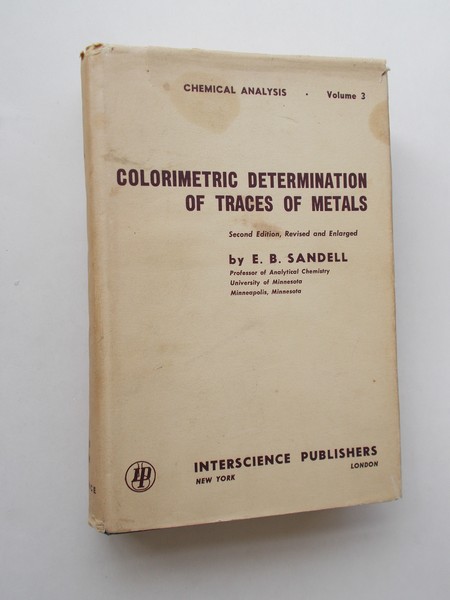 CHEMICAL ANALYSIS • Volume 3
COLORIMETRIC DETERMINATION
OF TRACES OF METALS
Second Edition, Revised and Enlarged
by E. B. SANDELL
Professor of Analytical Chemistry
University of Minnesota
Minneapolis, Minnesota
INTERSCIENCE PUBLISHERS
NEW YORK LONDON